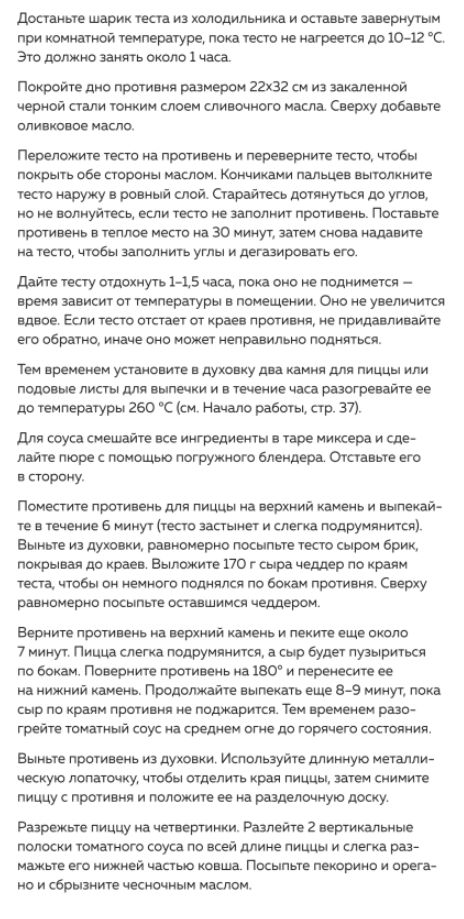 Достаньте шарик теста из холодильника и оставьте завернутым
при комнатной температуре, пока тесто не нагреется до 10–12 °C.
Это должно занять около 1 часа.
Покройте дно противня размером 22x32 см из закаленной
черной стали тонким слоем сливочного масла. Сверху добавьте
оливковое масло.
Переложите тесто на противень и переверните тесто, чтобы
покрыть обе стороны маслом. Кончиками пальцев вытолкните
тесто наружу в ровный слой. Старайтесь дотянуться до углов,
но не волнуйтесь, если тесто не заполнит противень. Поставьте
противень в теплое место на 30 минут, затем снова надавите
на тесто, чтобы заполнить углы и дегазировать его.
Дайте тесту отдохнуть 1–1,5 часа, пока оно не поднимется —
время зависит от температуры в помещении. Оно не увеличится
вдвое. Если тесто отстает от краев противня, не придавливайте
его обратно, иначе оно может неправильно подняться.
Тем временем установите в духовку два камня для пиццы или
подовые листы для выпечки и в течение часа разогревайте ее
до температуры 260 °C (см. Начало работы, стр. 37).
Для соуса смешайте все ингредиенты в таре миксера и сде-
лайте пюре с помощью погружного блендера. Отставьте его
в сторону.
Поместите противень для пиццы на верхний камень и выпекай-
те в течение 6 минут (тесто застынет и слегка подрумянится).
Выньте из духовки, равномерно посыпьте тесто сыром брик,
покрывая до краев. Выложите 170 г сыра чеддер по краям
теста, чтобы он немного поднялся по бокам противня. Сверху
равномерно посыпьте оставшимся чеддером.
Верните противень на верхний камень и пеките еще около
7 минут. Пицца слегка подрумянится, а сыр будет пузыриться
по бокам. Поверните противень на 180° и перенесите ее
на нижний камень. Продолжайте выпекать еще 8–9 минут, пока
сыр по краям противня не поджарится. Тем временем разо-
грейте томатный соус на среднем огне до горячего состояния.
Выньте противень из духовки. Используйте длинную металли-
ческую лопаточку, чтобы отделить края пиццы, затем снимите
пиццу с противня и положите ее на разделочную доску.
Разрежьте пиццу на четвертинки. Разлейте 2 вертикальные
полоски томатного соуса по всей длине пиццы и слегка раз-
мажьте его нижней частью ковша. Посыпьте пекорино и орега-
но и сбрызните чесночным маслом.